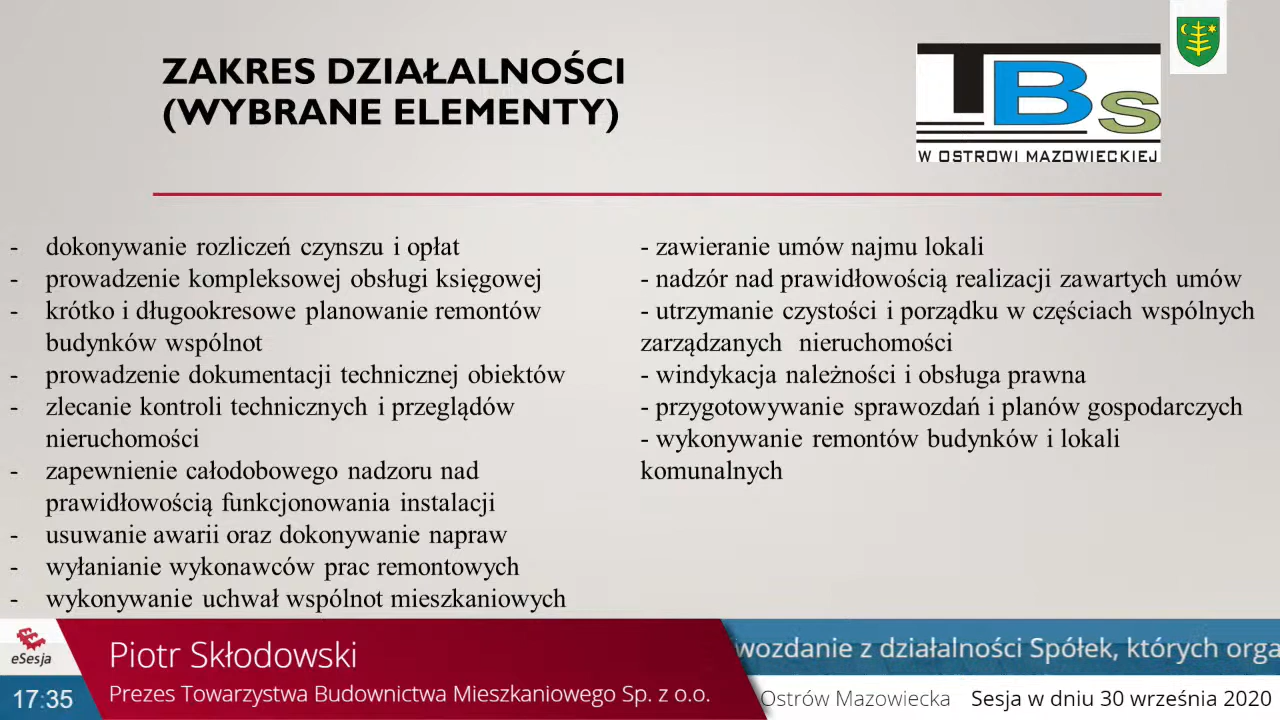 ZAKRES DZIAŁALNOŚCI
(WYBRANE ELEMENTY)
TBS
W OSTROWI MAZOWIECKIEJ
- dokonywanie rozliczeń czynszu i opłat
- prowadzenie kompleksowej obsługi księgowej
- krótko i długookresowe planowanie remontów
budynków wspólnot
- prowadzenie dokumentacji technicznej obiektów
- zlecanie kontroli technicznych i przeglądów
nieruchomości
- zapewnienie całodobowego nadzoru nad
prawidłowością funkcjonowania instalacji
- usuwanie awarii oraz dokonywanie napraw
- wyłanianie wykonawców prac remontowych
- wykonywanie uchwał wspólnot mieszkaniowych
- zawieranie umów najmu lokali
- nadzór nad prawidłowością realizacji zawartych umów
- utrzymanie czystości i porządku w częściach wspólnych
zarządzanych nieruchomości
- windykacja należności i obsługa prawna
- przygotowywanie sprawozdań i planów gospodarczych
- wykonywanie remontów budynków i lokali
komunalnych
eSesja
17:35
Piotr Skłodowski
Prezes Towarzystwa Budownictwa Mieszkaniowego Sp. z o.o.
wozdanie z działalności Spółek, których orga
Ostrów Mazowiecka Sesja w dniu 30 września 2020